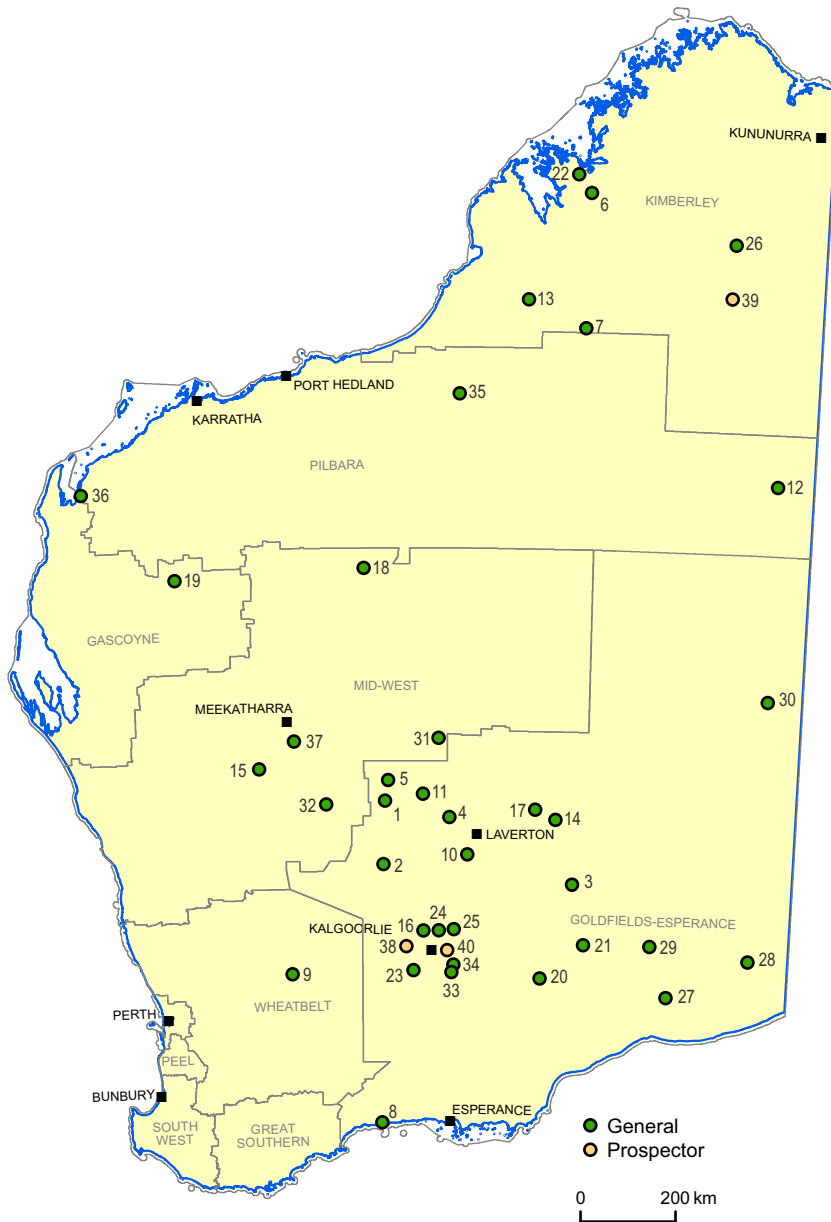 KUNUNURRA
22
6
KIMBERLEY
26
13
39
7
PORT HEDLAND
35
KARRATHA
PILBARA
36
12
18
19
GASCOYNE
MID-WEST
30
MEEKATHARRA
37
31
15
5
11
1
32
17
14
4
LAVERTON
10
2
3
KALGOORLIE
16
24
25
GOLDFIELDS-ESPERANCE
38
40
21
29
28
34
23
33
9
20
27
WHEATBELT
PERTH
PEEL
BUNBURY
8
ESPERANCE
SOUTH
WEST
GREAT
SOUTHERN
General
Prospector
0
200 km